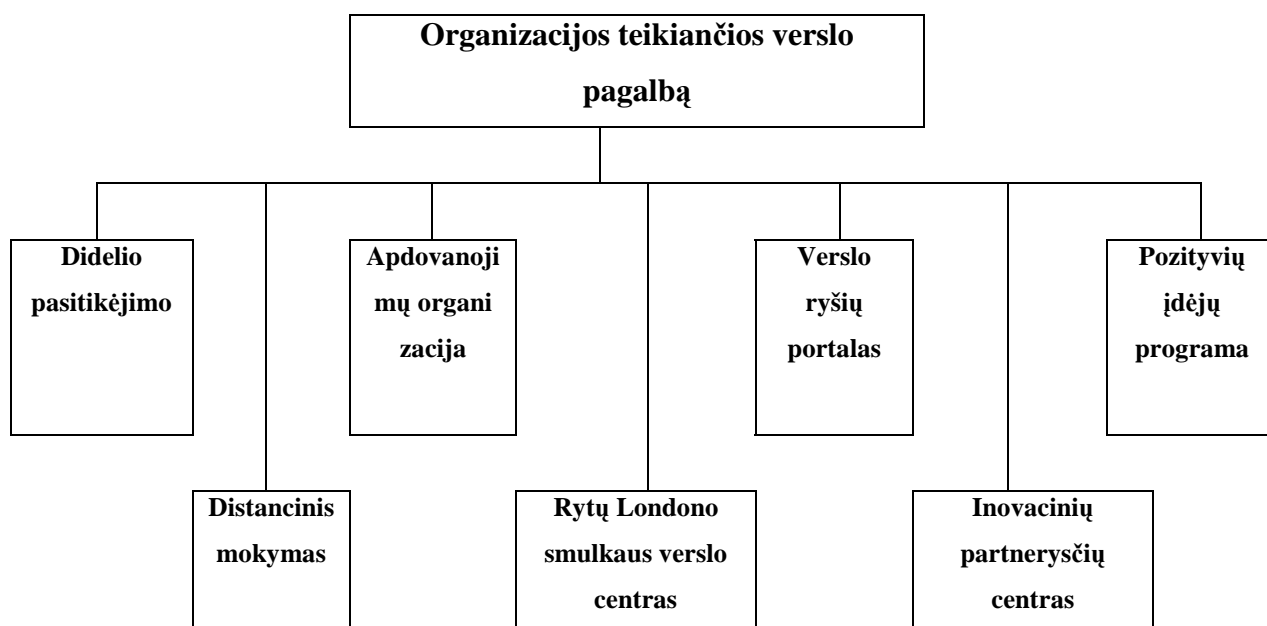 Organizacijos teikiančios verslo
pagalbą
Didelio
pasitikėjimo
Apdovanoji
mų organi
zacija
Verslo
ryšių
portalas
Pozityvių
įdėjų
programa
Distancinis
mokymas
Rytų Londono
smulkaus verslo
centras
Inovacinių
partnerysčių
centras